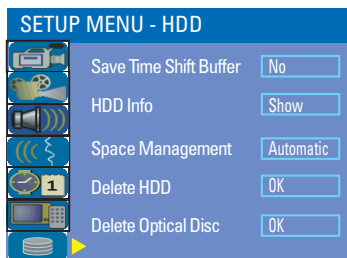 SETUP MENU - HDD
Save Time Shift Buffer No
HDD Info Show
1
Space Management Automatic
Delete HDD OK
Delete Optical Disc OK